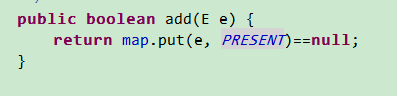 public boolean add(E e) {
    return map.put(e, PRESENT)==null;
}